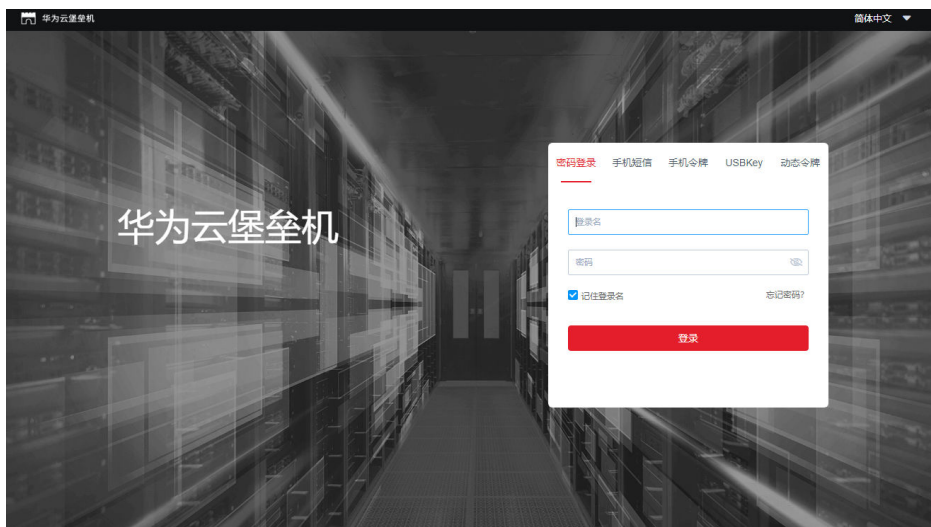 华为云堡垒机
简体中文
密码登录 手机短信 手机令牌 USBKey 动态令牌
华为云堡垒机
登录名
密码
记住登录名 忘记密码?
登录